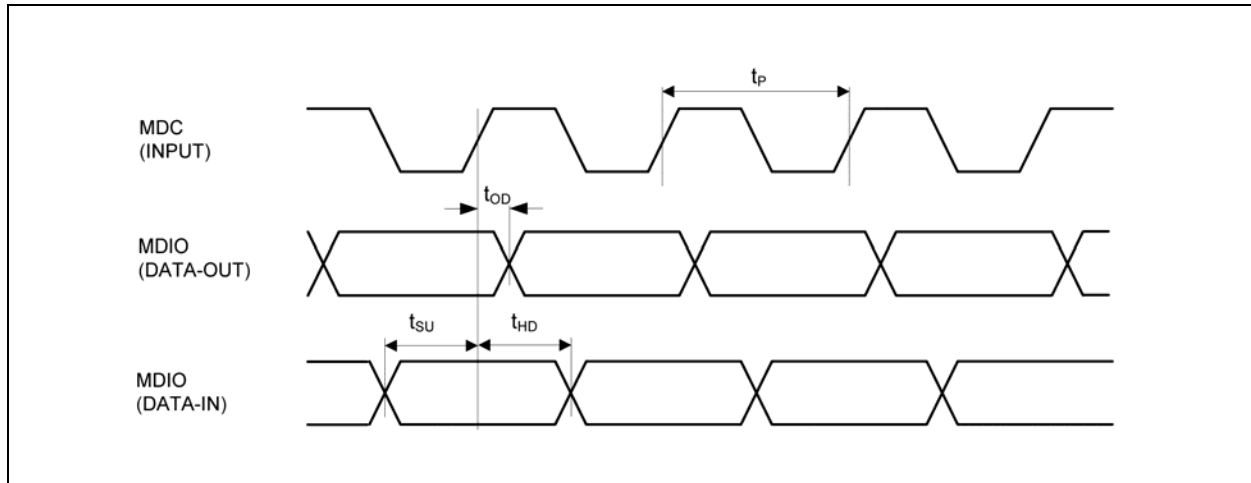 tP
MDC
(INPUT)
tOD
MDIO
(DATA-OUT)
tSU
tHD
MDIO
(DATA-IN)